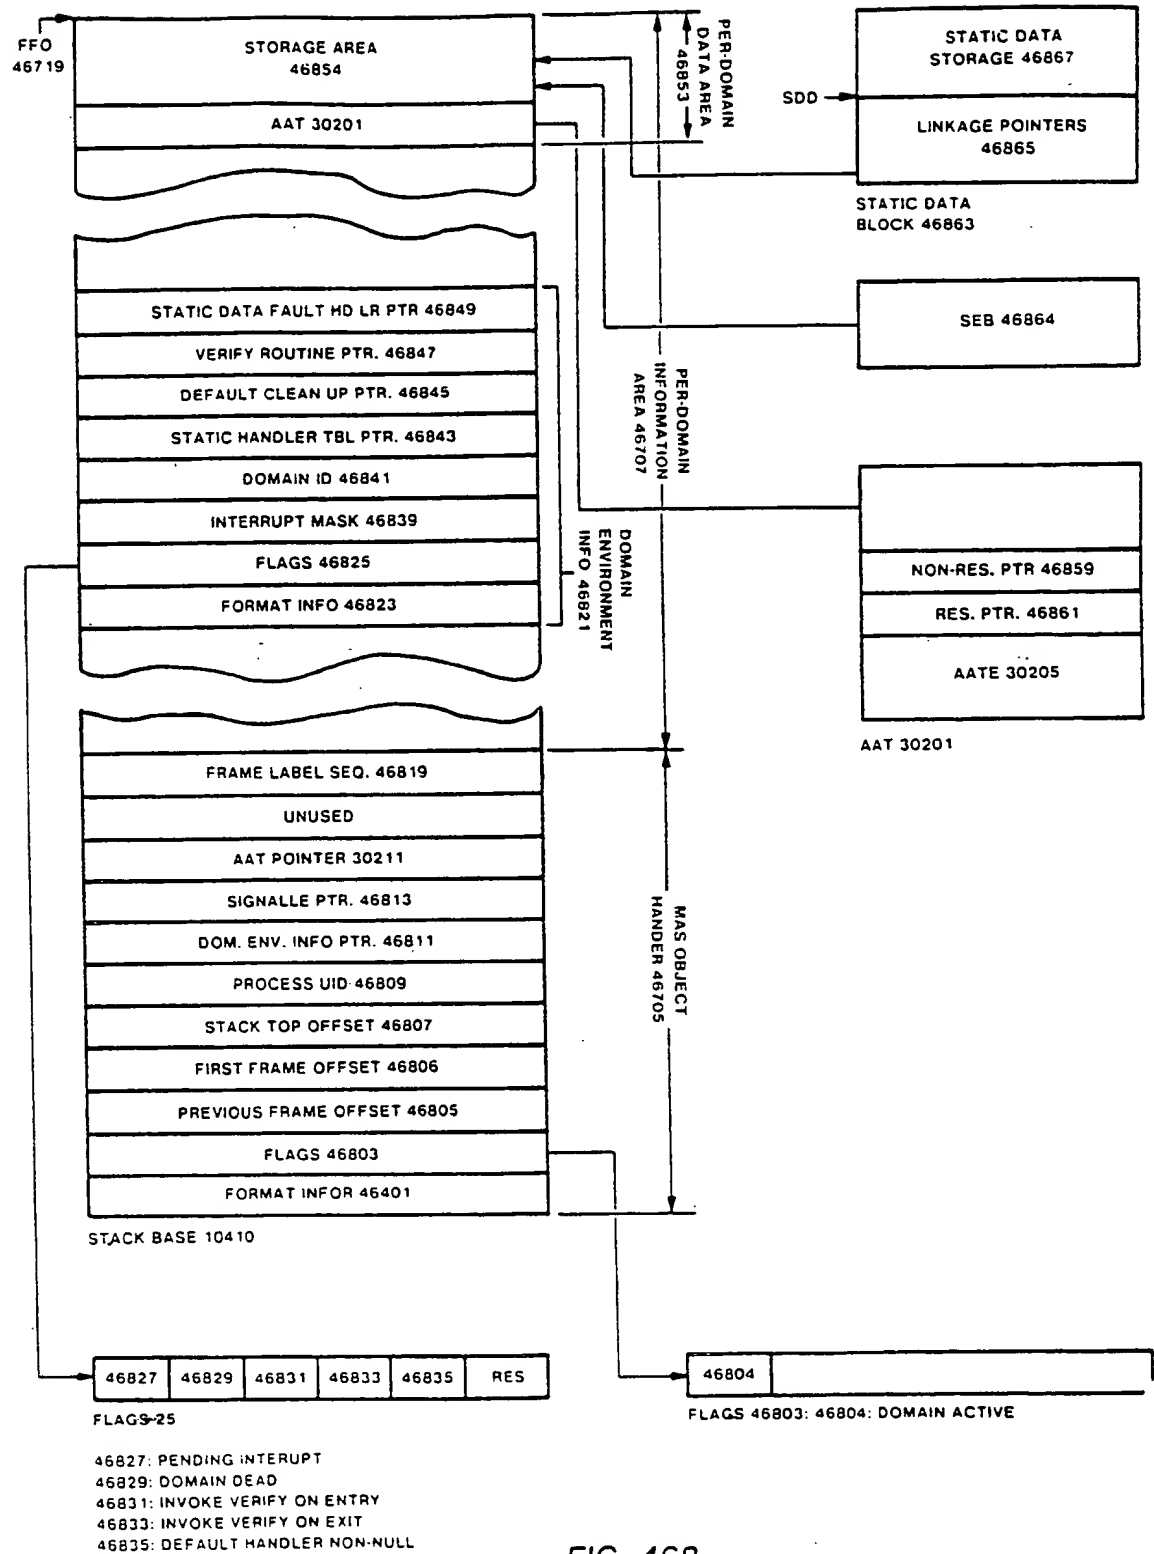 FFO
46719
STORAGE AREA
46854
AAT 30201
PER-DOMAIN
DATA AREA
46853
STATIC DATA
STORAGE 46867
SDD
LINKAGE POINTERS
46865
STATIC DATA
BLOCK 46863
STATIC DATA FAULT HD LR PTR 46849
VERIFY ROUTINE PTR. 46847
DEFAULT CLEAN UP PTR. 46845
STATIC HANDLER TBL PTR. 46843
DOMAIN ID 46841
INTERRUPT MASK 46839
FLAGS 46825
FORMAT INFO 46823
DOMAIN
ENVIRONMENT
INFO 46821
PER-DOMAIN
INFORMATION
AREA 46707
SEB 46864
NON-RES. PTR 46859
RES. PTR. 46861
AATE 30205
AAT 30201
FRAME LABEL SEQ. 46819
UNUSED
AAT POINTER 30211
SIGNALLE PTR. 46813
DOM. ENV. INFO PTR. 46811
PROCESS UID 46809
STACK TOP OFFSET 46807
FIRST FRAME OFFSET 46806
PREVIOUS FRAME OFFSET 46805
FLAGS 46803
FORMAT INFOR 46401
MAS OBJECT
HANDER 46705
STACK BASE 10410
46827 46829 46831 46833 46835 RES
FLAGS-25
46804
FLAGS 46803: 46804: DOMAIN ACTIVE
46827: PENDING INTERUPT
46829: DOMAIN DEAD
46831: INVOKE VERIFY ON ENTRY
46833: INVOKE VERIFY ON EXIT
46835: DEFAULT HANDLER NON-NULL
FIG. 468